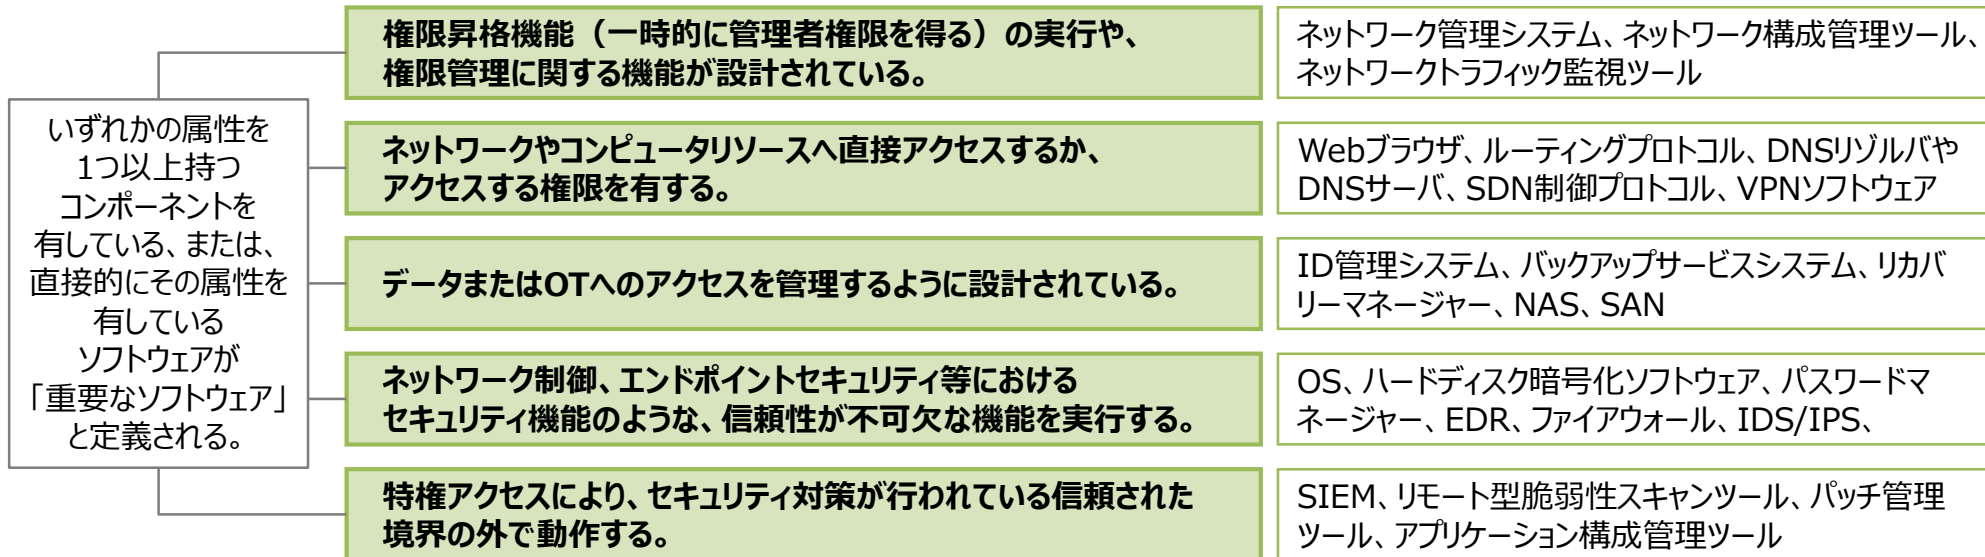 いずれかの属性を
1つ以上持つ
コンポーネントを
有している、または、
直接的にその属性を
有している
ソフトウェアが
「重要なソフトウェア」
と定義される。
権限昇格機能（一時的に管理者権限を得る）の実行や、
権限管理に関する機能が設計されている。
ネットワーク管理システム、ネットワーク構成管理ツール、
ネットワークトラフィック監視ツール
ネットワークやコンピュータリソースへ直接アクセスするか、
アクセスする権限を有する。
Webブラウザ、ルーティングプロトコル、DNSリゾルバや
DNSサーバ、SDN制御プロトコル、VPNソフトウェア
データまたはOTへのアクセスを管理するように設計されている。
ID管理システム、バックアップサービスシステム、リカバ
リーマネージャー、NAS、SAN
ネットワーク制御、エンドポイントセキュリティ等における
セキュリティ機能のような、信頼性が不可欠な機能を実行する。
OS、ハードディスク暗号化ソフトウェア、パスワードマ
ネージャー、EDR、ファイアウォール、IDS/IPS、
特権アクセスにより、セキュリティ対策が行われている信頼された
境界の外で動作する。
SIEM、リモート型脆弱性スキャンツール、パッチ管理
ツール、アプリケーション構成管理ツール